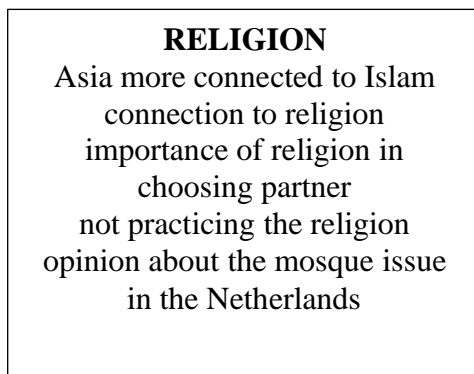 RELIGION
Asia more connected to Islam
connection to religion
importance of religion in
choosing partner
not practicing the religion
opinion about the mosque issue
in the Netherlands